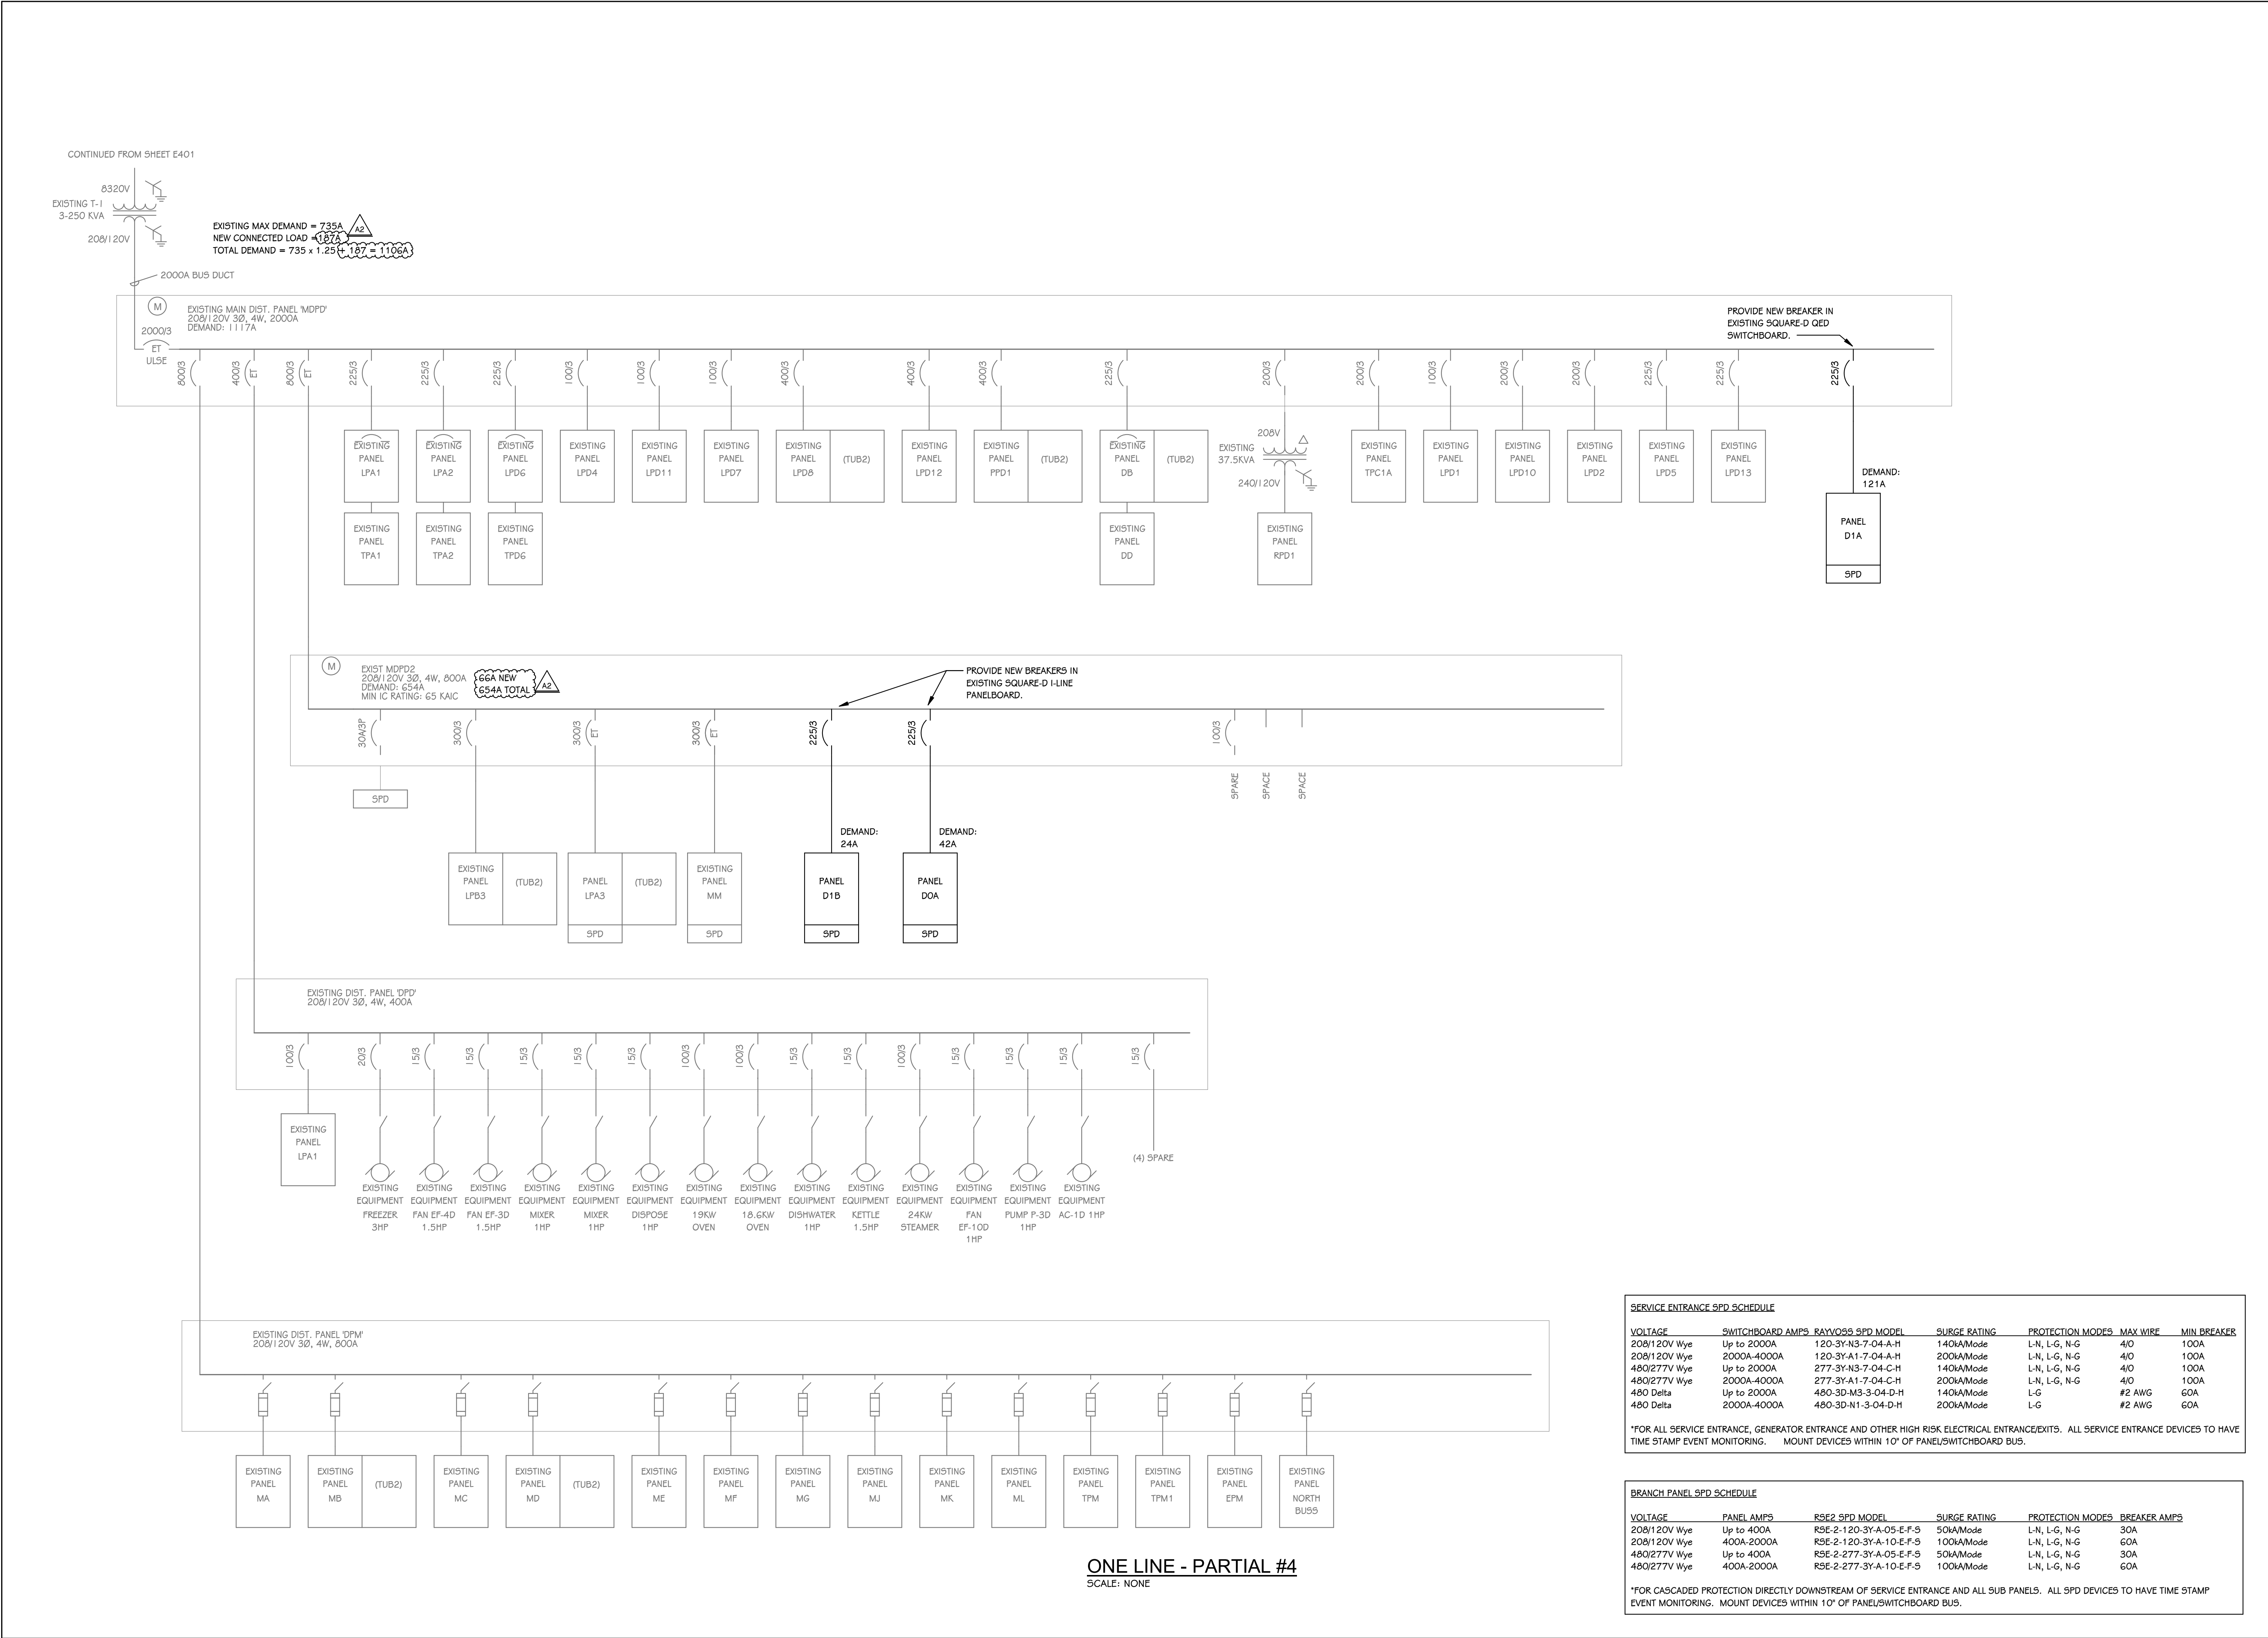 CONTINUED FROM SHEET E401
8320V
EXISTING T-1
3-250 KVA
208/120V
EXISTING MAX DEMAND = 735A
NEW CONNECTED LOAD =187A
TOTAL DEMAND = 735 x 1.25 + 187 = 1106A
A2
2000A BUS DUCT
M
EXISTING MAIN DIST. PANEL 'MDPD'
208/120V 3Ø, 4W, 2000A
DEMAND: 1117A
2000/3
ET
ULSE
PROVIDE NEW BREAKER IN
EXISTING SQUARE-D QED
SWITCHBOARD.
800/3
400/3
ET
800/3
ET
225/3
225/3
225/3
100/3
100/3
100/3
400/3
400/3
400/3
225/3
200/3
200/3
100/3
200/3
200/3
225/3
225/3
225/3
EXISTING
PANEL
LPA1
EXISTING
PANEL
LPA2
EXISTING
PANEL
LPD6
EXISTING
PANEL
LPD4
EXISTING
PANEL
LPD11
EXISTING
PANEL
LPD7
EXISTING
PANEL
LPD8
(TUB2)
EXISTING
PANEL
LPD12
EXISTING
PANEL
PPD1
(TUB2)
EXISTING
PANEL
DB
(TUB2)
208V
EXISTING
37.5KVA
240/120V
EXISTING
PANEL
TPC1A
EXISTING
PANEL
LPD1
EXISTING
PANEL
LPD10
EXISTING
PANEL
LPD2
EXISTING
PANEL
LPD5
EXISTING
PANEL
LPD13
DEMAND:
121A
PANEL
D1A
SPD
EXISTING
PANEL
TPA1
EXISTING
PANEL
TPA2
EXISTING
PANEL
TPD6
EXISTING
PANEL
DD
EXISTING
PANEL
RPD1
M
EXIST MDPD2
208/120V 3Ø, 4W, 800A
DEMAND: 654A
MIN IC RATING: 65 KAIC
66A NEW
654A TOTAL
A2
PROVIDE NEW BREAKERS IN
EXISTING SQUARE-D I-LINE
PANELBOARD.
30A/3P
300/3
300/3
ET
300/3
ET
225/3
225/3
100/3
SPARE
SPACE
SPACE
SPD
DEMAND:
24A
DEMAND:
42A
EXISTING
PANEL
LPB3
(TUB2)
PANEL
LPA3
(TUB2)
SPD
EXISTING
PANEL
MM
SPD
PANEL
D1B
SPD
PANEL
D0A
SPD
EXISTING DIST. PANEL 'DPD'
208/120V 3Ø, 4W, 400A
100/3
20/3
15/3
15/3
15/3
15/3
15/3
100/3
100/3
15/3
15/3
100/3
15/3
15/3
15/3
15/3
EXISTING
PANEL
LPA1
(4) SPARE
EXISTING
EQUIPMENT
FREEZER
3HP
EXISTING
EQUIPMENT
FAN EF-4D
1.5HP
EXISTING
EQUIPMENT
FAN EF-3D
1.5HP
EXISTING
EQUIPMENT
MIXER
1HP
EXISTING
EQUIPMENT
MIXER
1HP
EXISTING
EQUIPMENT
DISPOSE
1HP
EXISTING
EQUIPMENT
19KW
OVEN
EXISTING
EQUIPMENT
18.6KW
OVEN
EXISTING
EQUIPMENT
DISHWATER
1HP
EXISTING
EQUIPMENT
KETTLE
1.5HP
EXISTING
EQUIPMENT
24KW
STEAMER
EXISTING
EQUIPMENT
FAN
EF-10D
1HP
EXISTING
EQUIPMENT
PUMP P-3D
1HP
EXISTING
EQUIPMENT
AC-1D 1HP
EXISTING DIST. PANEL 'DPM'
208/120V 3Ø, 4W, 800A
EXISTING
PANEL
MA
EXISTING
PANEL
MB
(TUB2)
EXISTING
PANEL
MC
EXISTING
PANEL
MD
(TUB2)
EXISTING
PANEL
ME
EXISTING
PANEL
MF
EXISTING
PANEL
MG
EXISTING
PANEL
MJ
EXISTING
PANEL
MK
EXISTING
PANEL
ML
EXISTING
PANEL
TPM
EXISTING
PANEL
TPM1
EXISTING
PANEL
EPM
EXISTING
PANEL
NORTH
BUSS
ONE LINE - PARTIAL #4
SCALE: NONE
SERVICE ENTRANCE SPD SCHEDULE
VOLTAGE SWITCHBOARD AMPS RAYVOSS SPD MODEL SURGE RATING PROTECTION MODES MAX WIRE MIN BREAKER
208/120V Wye Up to 2000A 120-3Y-N3-7-04-A-H 140kA/Mode L-N, L-G, N-G 4/0 100A
208/120V Wye 2000A-4000A 120-3Y-A1-7-04-A-H 200kA/Mode L-N, L-G, N-G 4/0 100A
480/277V Wye Up to 2000A 277-3Y-N3-7-04-C-H 140kA/Mode L-N, L-G, N-G 4/0 100A
480/277V Wye 2000A-4000A 277-3Y-A1-7-04-C-H 200kA/Mode L-N, L-G, N-G 4/0 100A
480 Delta Up to 2000A 480-3D-M3-3-04-D-H 140kA/Mode L-G #2 AWG 60A
480 Delta 2000A-4000A 480-3D-N1-3-04-D-H 200kA/Mode L-G #2 AWG 60A
*FOR ALL SERVICE ENTRANCE, GENERATOR ENTRANCE AND OTHER HIGH RISK ELECTRICAL ENTRANCE/EXITS. ALL SERVICE ENTRANCE DEVICES TO HAVE
TIME STAMP EVENT MONITORING. MOUNT DEVICES WITHIN 10" OF PANEL/SWITCHBOARD BUS.
BRANCH PANEL SPD SCHEDULE
VOLTAGE PANEL AMPS RSE2 SPD MODEL SURGE RATING PROTECTION MODES BREAKER AMPS
208/120V Wye Up to 400A RSE-2-120-3Y-A-05-E-F-S 50kA/Mode L-N, L-G, N-G 30A
208/120V Wye 400A-2000A RSE-2-120-3Y-A-10-E-F-S 100kA/Mode L-N, L-G, N-G 60A
480/277V Wye Up to 400A RSE-2-277-3Y-A-05-E-F-S 50kA/Mode L-N, L-G, N-G 30A
480/277V Wye 400A-2000A RSE-2-277-3Y-A-10-E-F-S 100kA/Mode L-N, L-G, N-G 60A
*FOR CASCADED PROTECTION DIRECTLY DOWNSTREAM OF SERVICE ENTRANCE AND ALL SUB PANELS. ALL SPD DEVICES TO HAVE TIME STAMP
EVENT MONITORING. MOUNT DEVICES WITHIN 10" OF PANEL/SWITCHBOARD BUS.